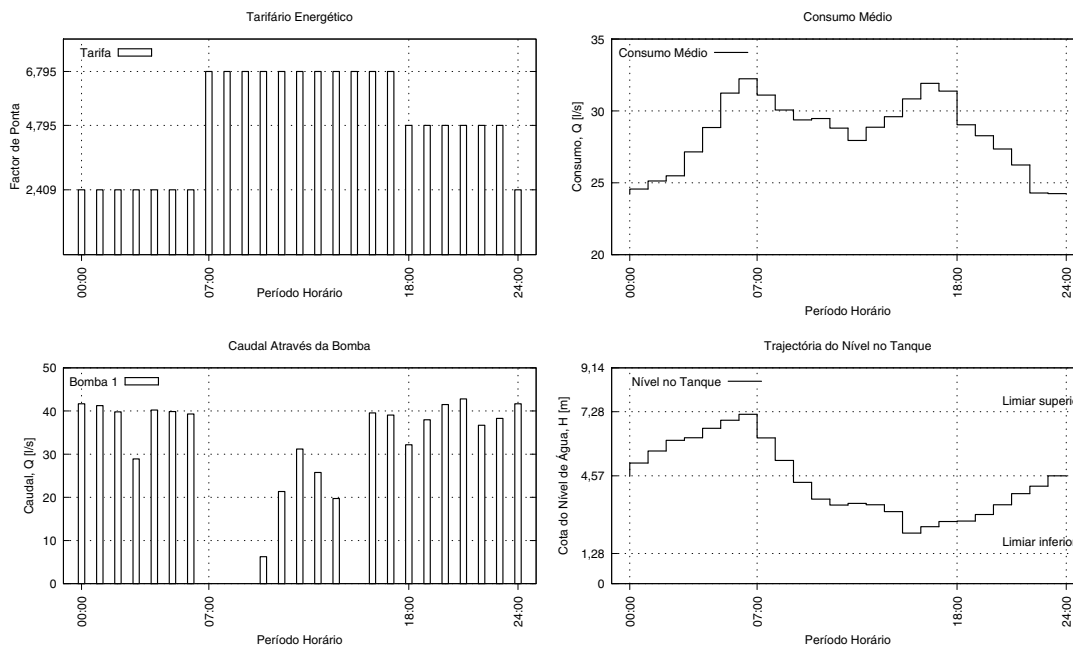 Tarifário Energético
Tarifa
6,795
4,795
2,409
Factor de Ponta
00:00
07:00
18:00
24:00
Período Horário
Consumo Médio
Consumo Médio
35
30
25
20
Consumo, Q [l/s]
00:00
07:00
18:00
24:00
Período Horário
Caudal Através da Bomba
Bomba 1
50
40
30
20
10
0
Caudal, Q [l/s]
00:00
07:00
18:00
24:00
Período Horário
Trajectória do Nível no Tanque
Nível no Tanque
9,14
7,28
4,57
1,28
0
Limiar superi
Limiar inferio
Cota do Nível de Água, H [m]
00:00
07:00
18:00
24:00
Período Horário